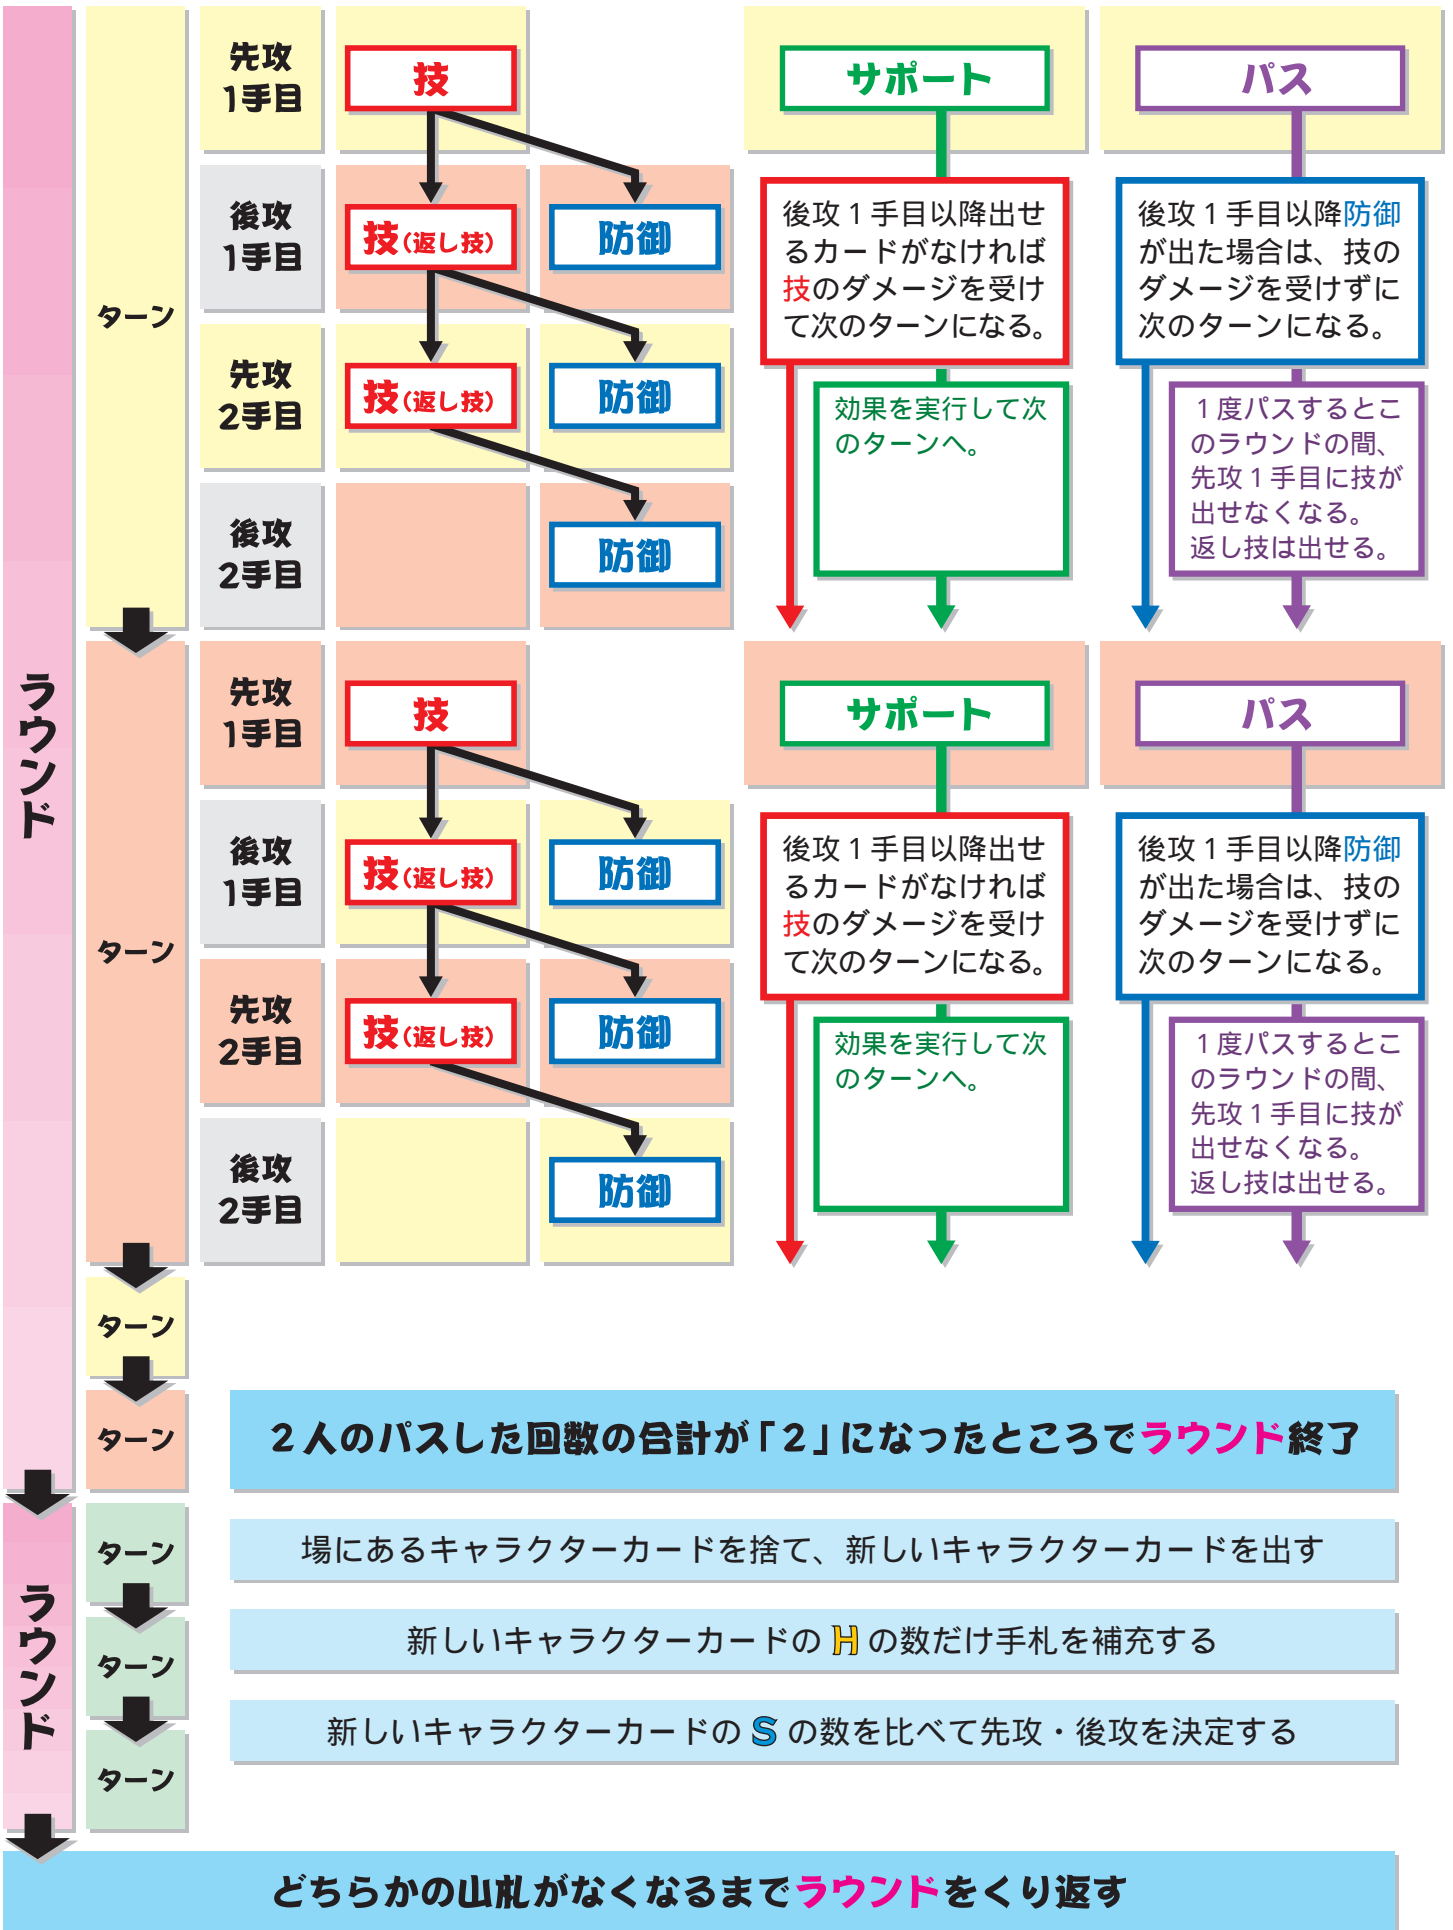 ラウンド
ターン
先攻
1手目
技
サポート
パス
後攻
1手目
技(返し技)
防御
後攻1手目以降出せ
るカードがなければ
技のダメージを受け
て次のターンになる。
後攻1手目以降防御
が出た場合は、技の
ダメージを受けずに
次のターンになる。
先攻
2手目
技(返し技)
防御
効果を実行して次
のターンへ。
1度パスするとこ
のラウンドの間、
先攻1手目に技が
出せなくなる。
返し技は出せる。
後攻
2手目
防御
ターン
先攻
1手目
技
サポート
パス
後攻
1手目
技(返し技)
防御
後攻1手目以降出せ
るカードがなければ
技のダメージを受け
て次のターンになる。
後攻1手目以降防御
が出た場合は、技の
ダメージを受けずに
次のターンになる。
先攻
2手目
技(返し技)
防御
効果を実行して次
のターンへ。
1度パスするとこ
のラウンドの間、
先攻1手目に技が
出せなくなる。
返し技は出せる。
後攻
2手目
防御
ターン
ターン
2人のパスした回数の合計が「2」になったところでラウンド終了
ラウンド
ターン
場にあるキャラクターカードを捨て、新しいキャラクターカードを出す
ターン
新しいキャラクターカードの H の数だけ手札を補充する
ターン
新しいキャラクターカードの S の数を比べて先攻・後攻を決定する
どちらかの山札がなくなるまでラウンドをくり返す